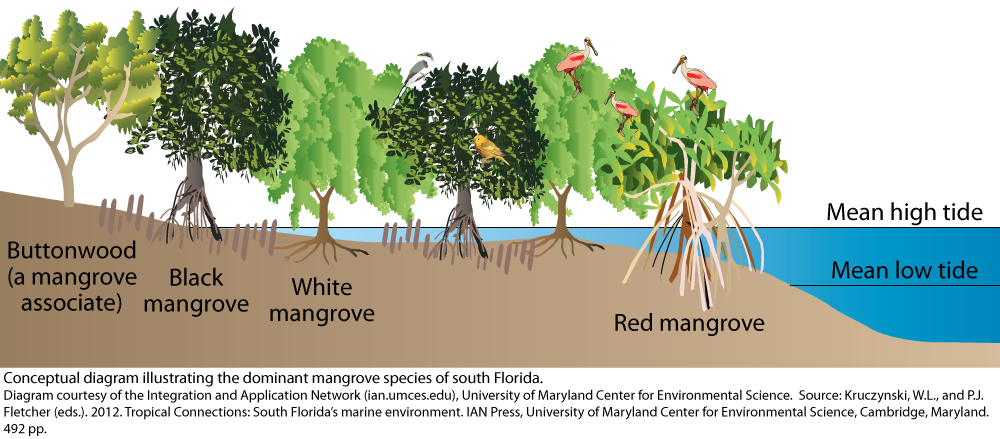 Mean high tide
Mean low tide
Buttonwood
(a mangrove
associate)
Black
mangrove
White
mangrove
Red mangrove
Conceptual diagram illustrating the dominant mangrove species of south Florida.
Diagram courtesy of the Integration and Application Network (ian.umces.edu), University of Maryland Center for Environmental Science.  Source: Kruczynski, W.L., and P.J.
Fletcher (eds.). 2012. Tropical Connections: South Florida's marine environment. IAN Press, University of Maryland Center for Environmental Science, Cambridge, Maryland.
492 pp.